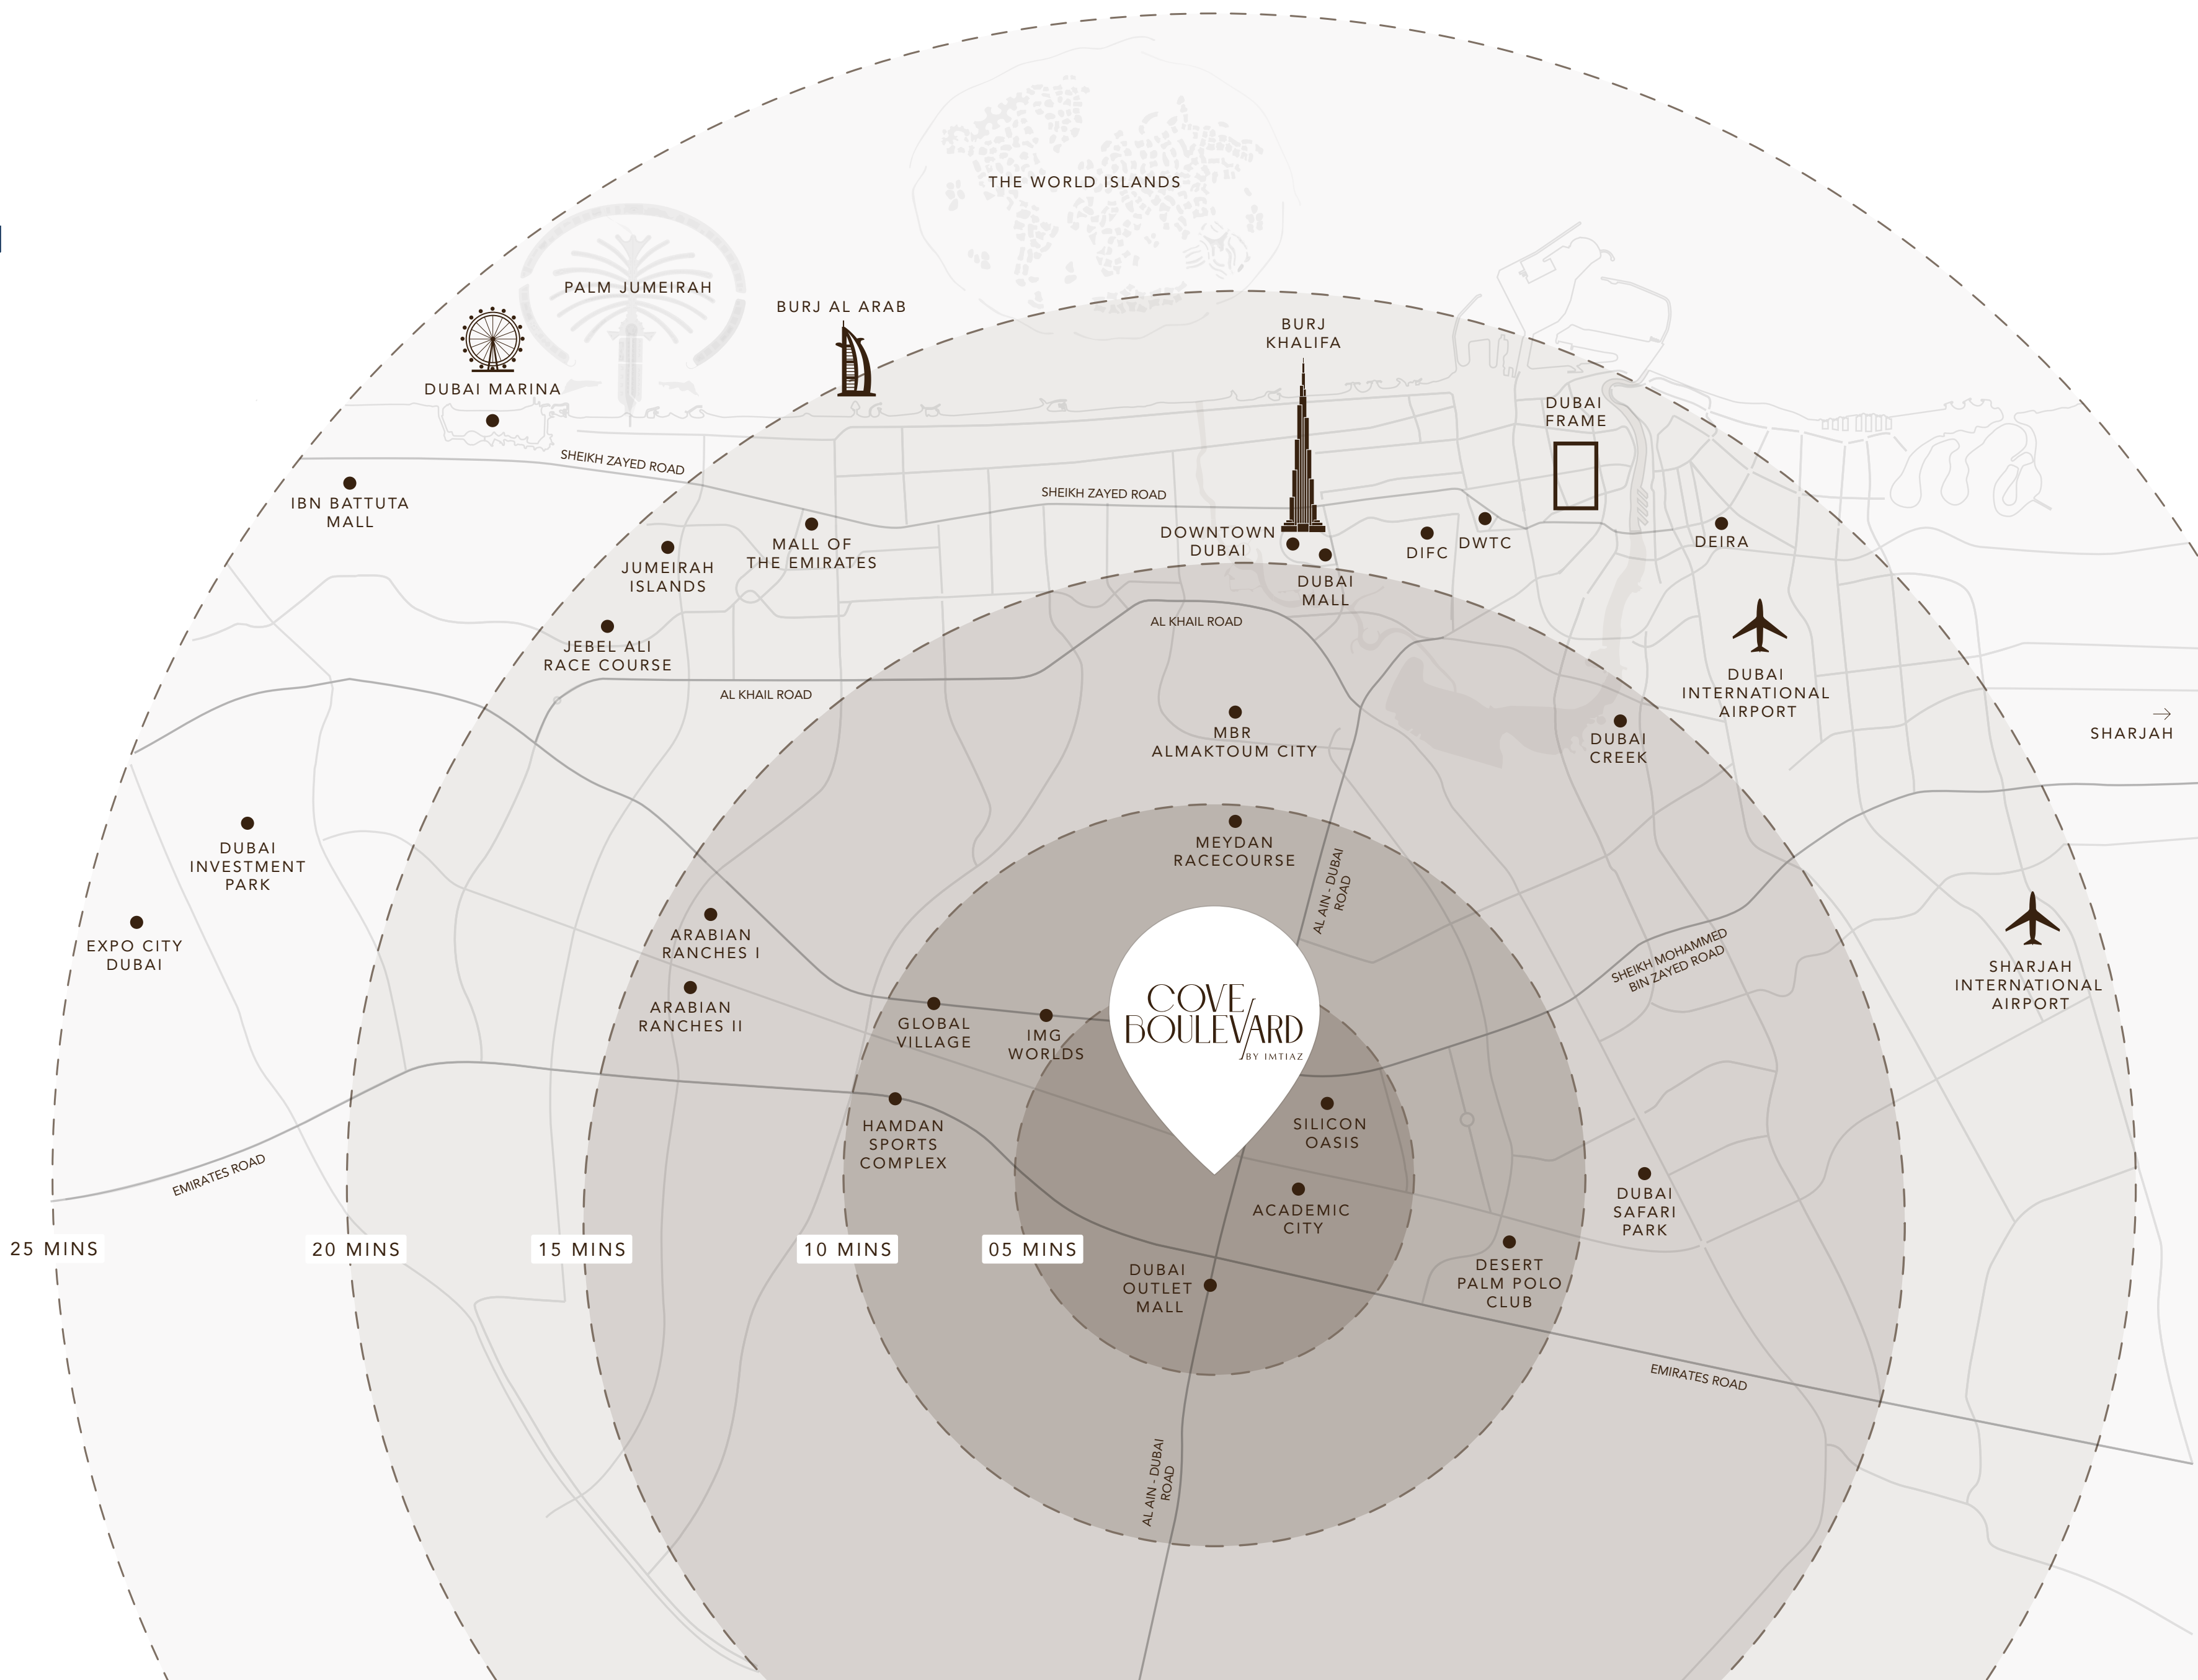 THE WORLD ISLANDS
PALM JUMEIRAH
BURJ AL ARAB
BURJ
KHALIFA
DUBAI MARINA
DUBAI
FRAME
SHEIKH ZAYED ROAD
SHEIKH ZAYED ROAD
IBN BATTUTA
MALL
MALL OF
THE EMIRATES
JUMEIRAH
ISLANDS
DOWNTOWN
DUBAI
DIFC
DWTC
DEIRA
DUBAI
MALL
AL KHAIL ROAD
JEBEL ALI
RACE COURSE
AL KHAIL ROAD
DUBAI
INTERNATIONAL
AIRPORT
MBR
ALMAKTOUM CITY
DUBAI
CREEK
SHARJAH
MEYDAN
RACECOURSE
AL AIN - DUBAI
ROAD
DUBAI
INVESTMENT
PARK
EXPO CITY
DUBAI
ARABIAN
RANCHES I
ARABIAN
RANCHES II
SHEIKH MOHAMMED
BIN ZAYED ROAD
SHARJAH
INTERNATIONAL
AIRPORT
GLOBAL
VILLAGE
IMG
WORLDS
COVE
BOULEVARD
BY IMTIAZ
HAMDAN
SPORTS
COMPLEX
SILICON
OASIS
EMIRATES ROAD
ACADEMIC
CITY
DUBAI
SAFARI
PARK
25 MINS
20 MINS
15 MINS
10 MINS
05 MINS
DUBAI
OUTLET
MALL
DESERT
PALM POLO
CLUB
EMIRATES ROAD
AL AIN - DUBAI
ROAD